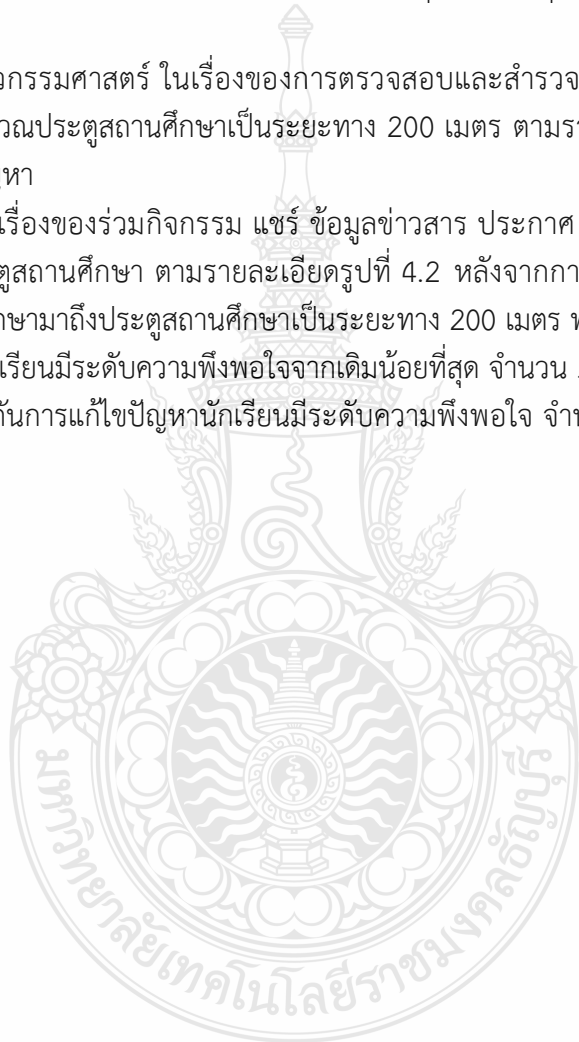 วกรรมศาสตร์ ในเรื่องของการตรวจสอบและสำรวจ
วณประตูสถานศึกษาเป็นระยะทาง 200 เมตร
หา
เรื่องของร่วมกิจกรรม แชร์ ข้อมูลข่าวสาร ประกาศ
ตูสถานศึกษา ตามรายละเอียดรูปที่ 4.2 หลังจากกา
กษามาถึงประตูสถานศึกษาเป็นระยะทาง 200 เมตร
เรียนมีระดับความพึงพอใจจากเดิมน้อยที่สุด จำนวน
กันการแก้ไขปัญหานักเรียนมีระดับความพึงพอใจ
มหาวิทยาลัยเทคโนโลยีราชมงคลธัญบุรี